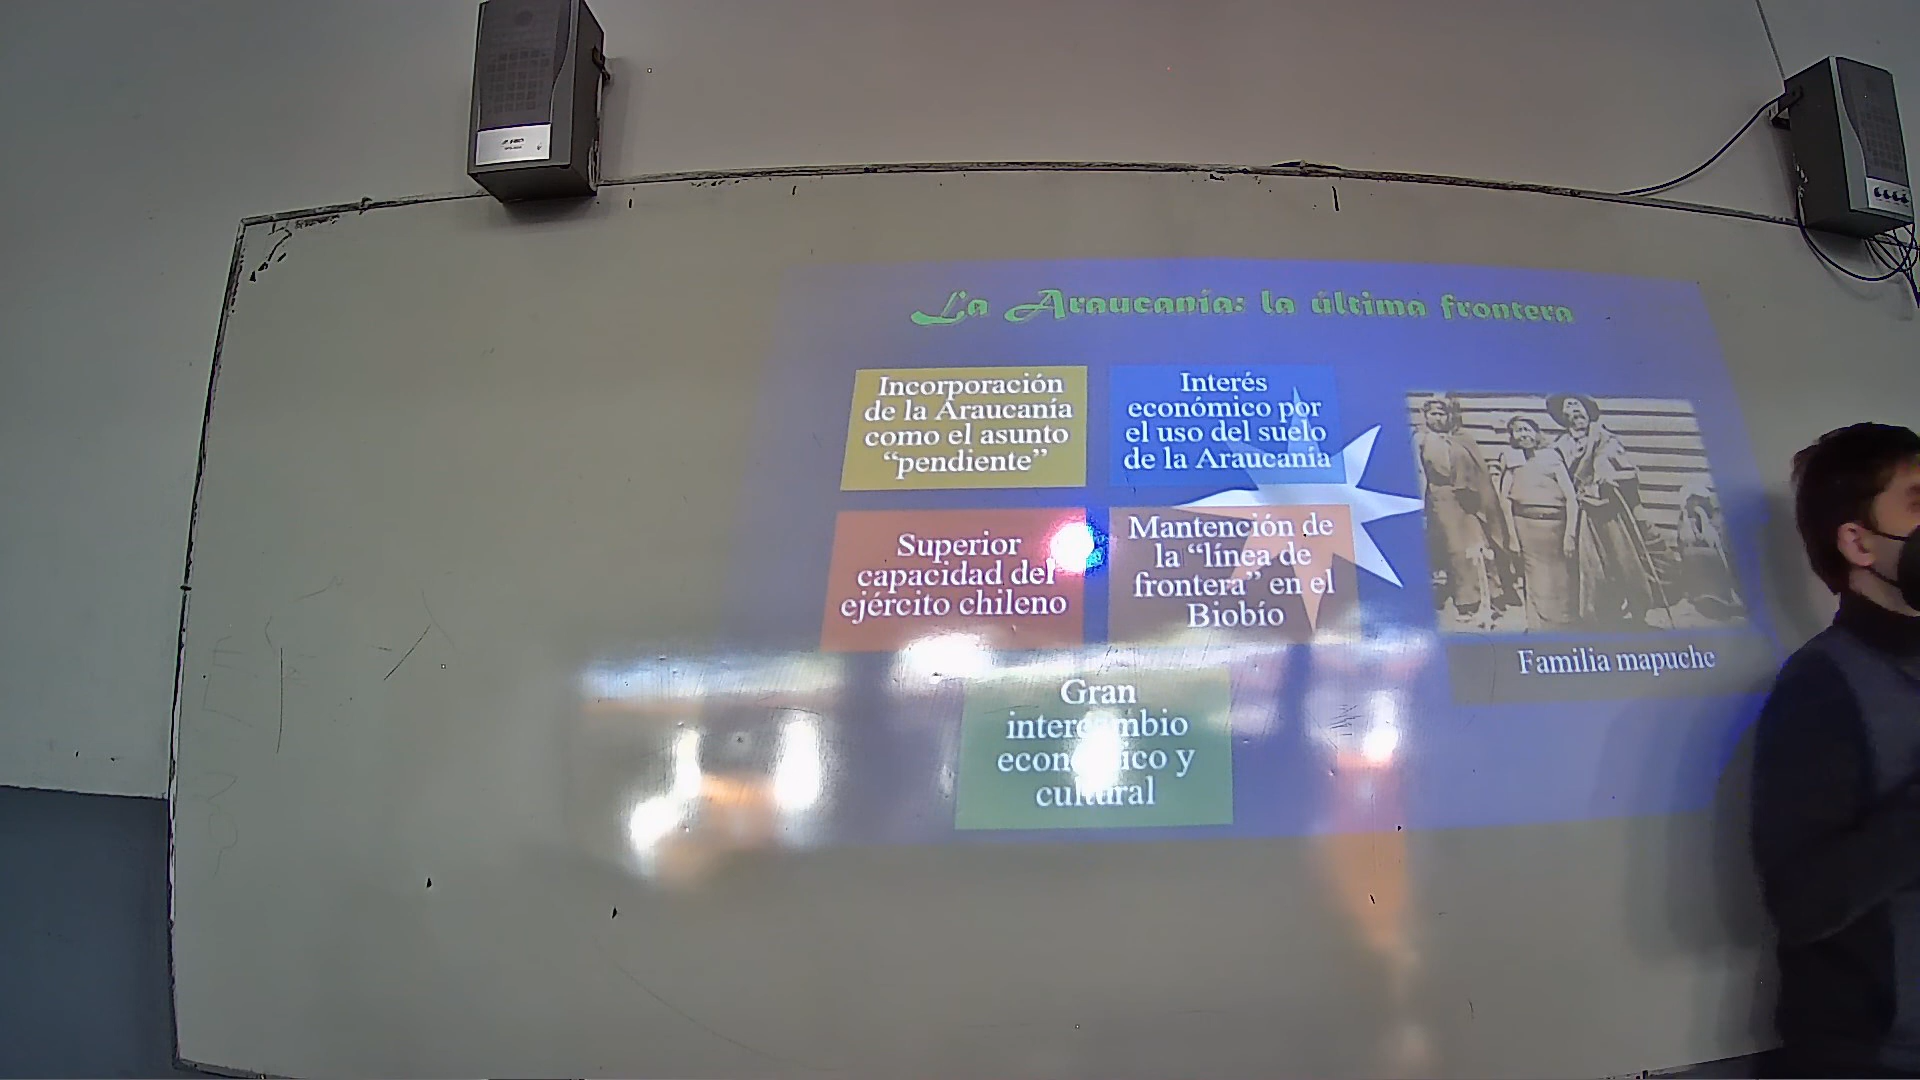 La Araucanía: la última frontera
Incorporación
de la Araucanía
como el asunto
“pendiente”
Interés
económico por
el uso del suelo
de la Araucanía
Superior
capacidad del
ejército chileno
Mantención de
la “línea de
frontera” en el
Biobío
Gran
intercambio
económico y
cultural
Familia mapuche